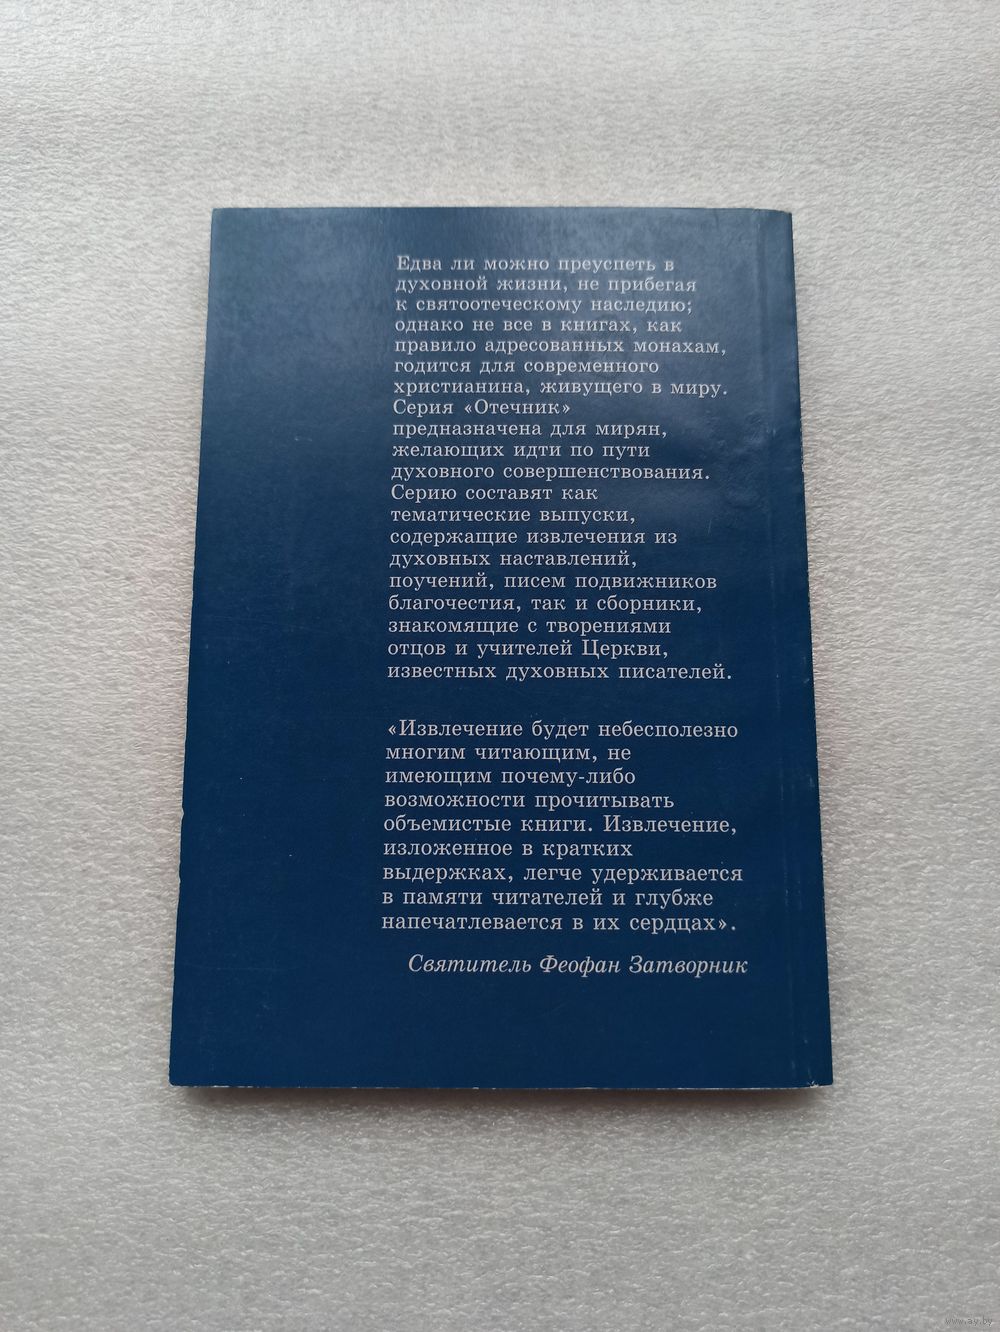 Едва ли можно преуспеть в
духовной жизни, не прибегая
к святоотеческому наследию;
однако не все в книгах, как
правило адресованных монахам,
годится для современного
христианина, живущего в миру.
Серия «Отечник»
предназначена для мирян,
желающих идти по пути
духовного совершенствования.
Серию составят как
тематические выпуски,
содержащие извлечения из
духовных наставлений,
поучений, писем подвижников
благочестия, так и сборники,
знакомящие с творениями
отцов и учителей Церкви,
известных духовных писателей.
«Извлечение будет небесполезно
многим читающим, не
имеющим почему-либо
возможности прочитывать
объемистые книги. Извлечение,
изложенное в кратких
выдержках, легче удерживается
в памяти читателей и глубже
напечатлевается в их сердцах».
Святитель Феофан Затворник
www.ay.by